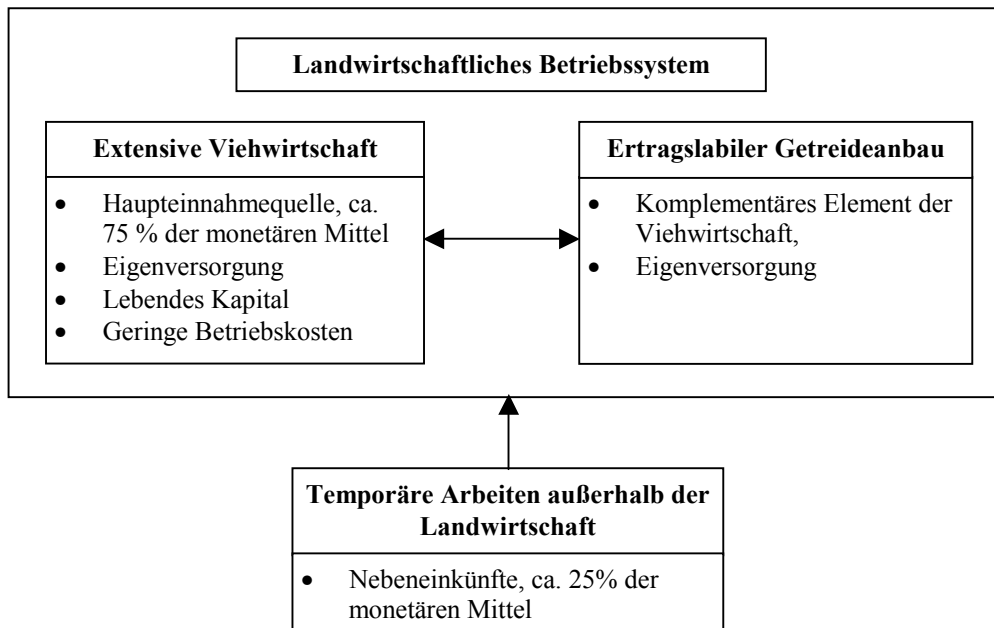 Landwirtschaftliches Betriebssystem
Extensive Viehwirtschaft
• Haupteinnahmequelle, ca.
75 % der monetären Mittel
• Eigenversorgung
• Lebendes Kapital
• Geringe Betriebskosten
Ertragslabiler Getreideanbau
• Komplementäres Element der
Viehwirtschaft,
• Eigenversorgung
Temporäre Arbeiten außerhalb der
Landwirtschaft
• Nebeneinkünfte, ca. 25% der
monetären Mittel